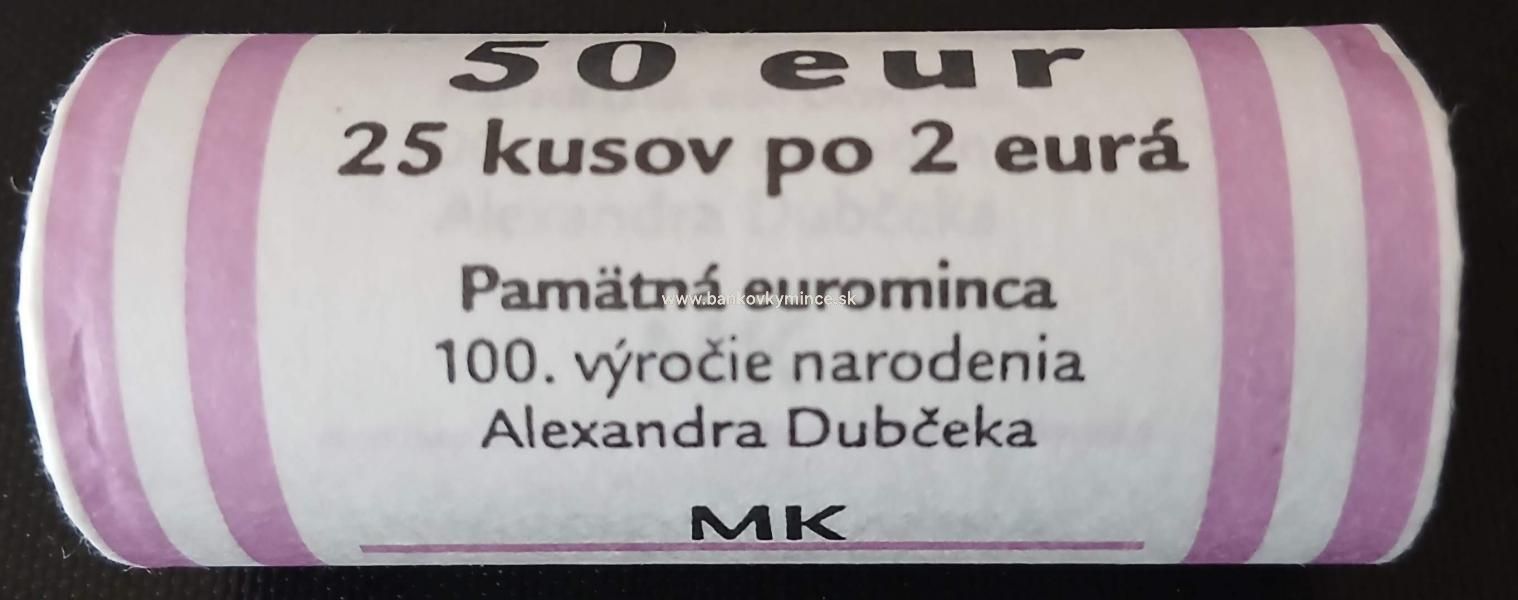 50 eur
25 kusov po 2 eurá
Pamätná eurominca
www.bankovkymince.sk
100. výročie narodenia
Alexandra Dubčeka
MK